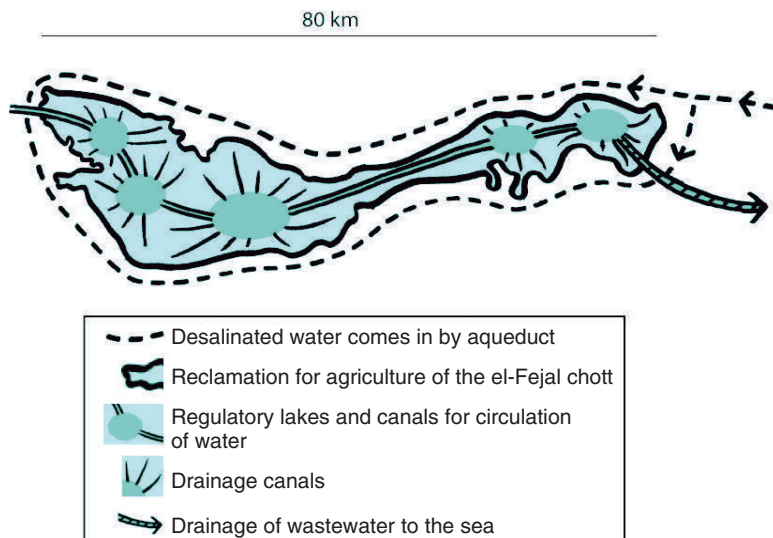 80 km
Desalinated water comes in by aqueduct
Reclamation for agriculture of the el-Fejal chott
Regulatory lakes and canals for circulation
of water
Drainage canals
Drainage of wastewater to the sea